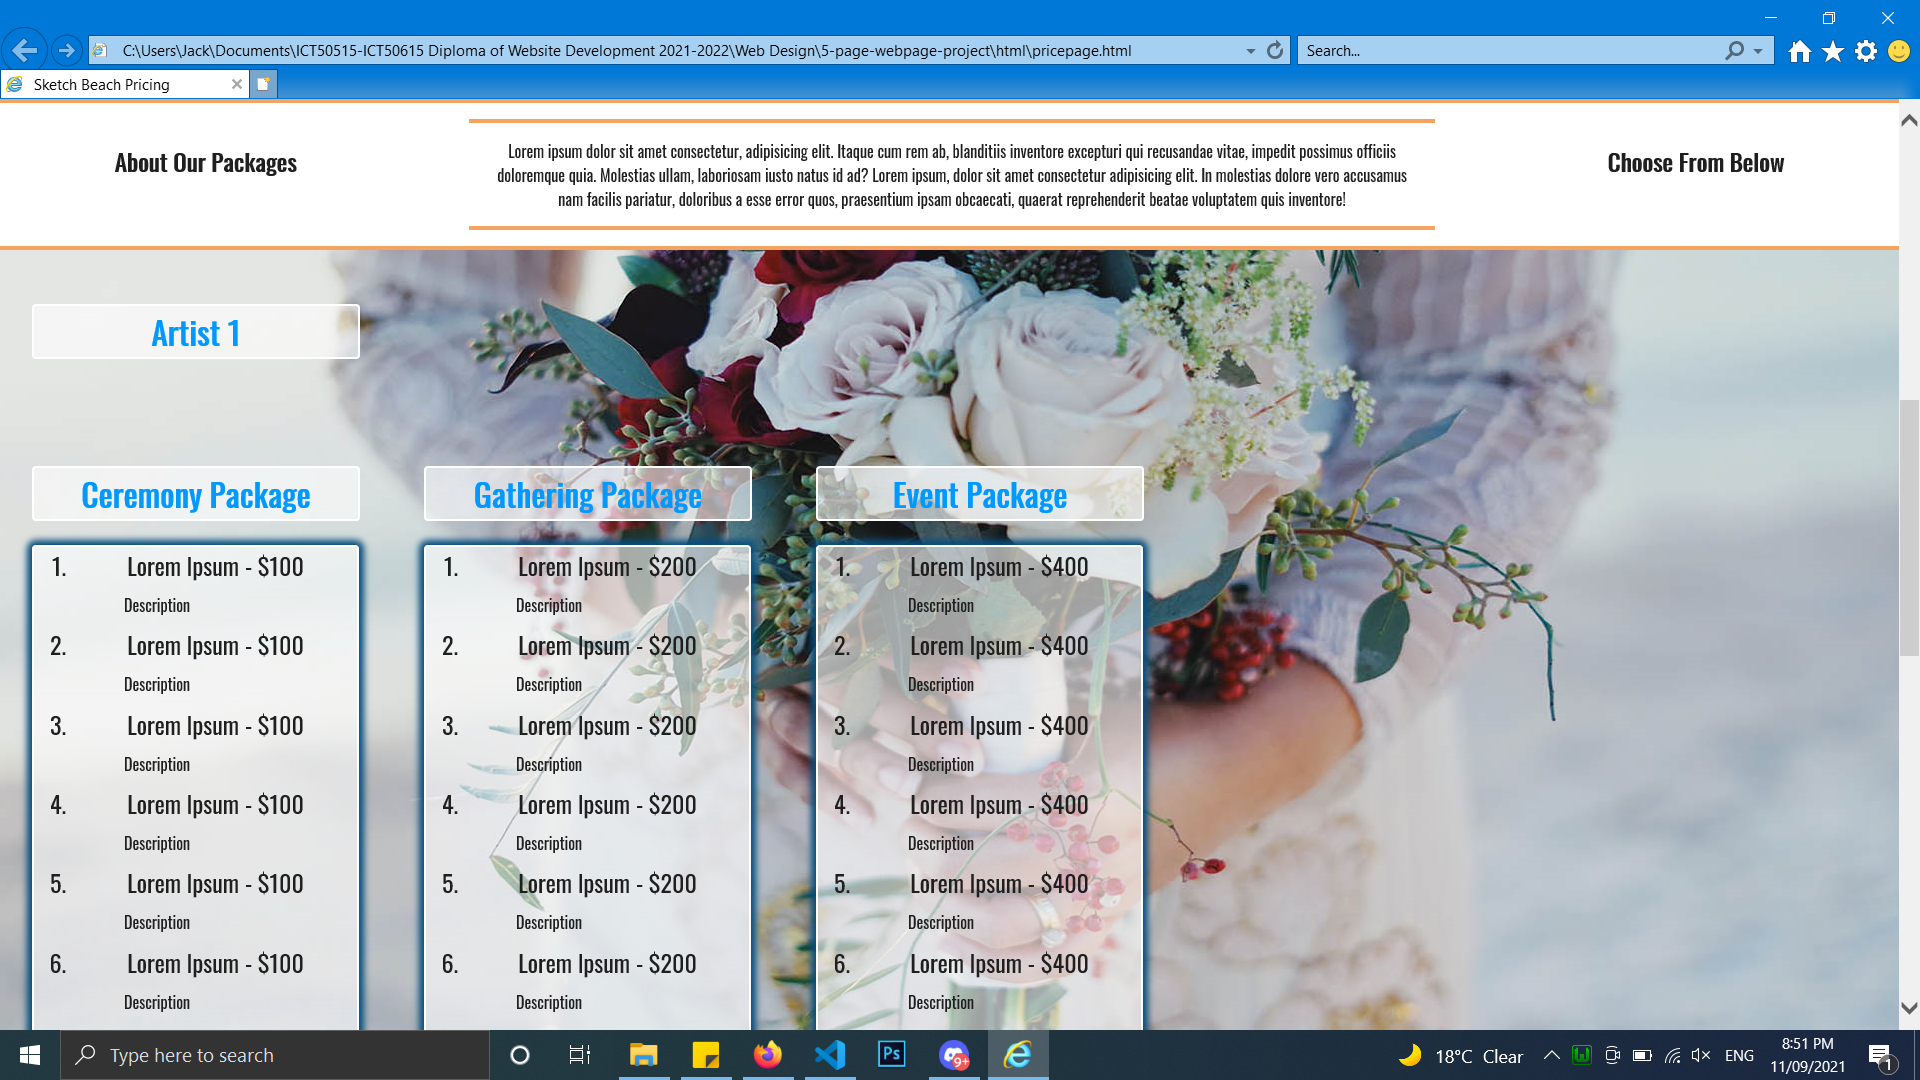 C:\Users\Jack\Documents\ICT50515-ICT50615 Diploma of Website Development 2021-2022\Web Design\5-page-webpage-project\html\pricepage.html
Search...
Sketch Beach Pricing
About Our Packages
Lorem ipsum dolor sit amet consectetur, adipisicing elit. Itaque cum rem ab, blanditiis inventore excepturi qui recusandae vitae, impedit possimus officiis
doloremque quia. Molestias ullam, laboriosam iusto natus id ad? Lorem ipsum, dolor sit amet consectetur adipisicing elit. In molestias dolore vero accusamus
nam facilis pariatur, doloribus a esse error quos, praesentium ipsam obcaecati, quaerat reprehenderit beatae voluptatem quis inventore!
Choose From Below
Artist 1
Ceremony Package
1. Lorem Ipsum - $100
Description
2. Lorem Ipsum - $100
Description
3. Lorem Ipsum - $100
Description
4. Lorem Ipsum - $100
Description
5. Lorem Ipsum - $100
Description
6. Lorem Ipsum - $100
Description
Gathering Package
1. Lorem Ipsum - $200
Description
2. Lorem Ipsum - $200
Description
3. Lorem Ipsum - $200
Description
4. Lorem Ipsum - $200
Description
5. Lorem Ipsum - $200
Description
6. Lorem Ipsum - $200
Description
Event Package
1. Lorem Ipsum - $400
Description
2. Lorem Ipsum - $400
Description
3. Lorem Ipsum - $400
Description
4. Lorem Ipsum - $400
Description
5. Lorem Ipsum - $400
Description
6. Lorem Ipsum - $400
Description
Type here to search
Ps
9+
18°C Clear
ENG
8:51 PM
11/09/2021
1